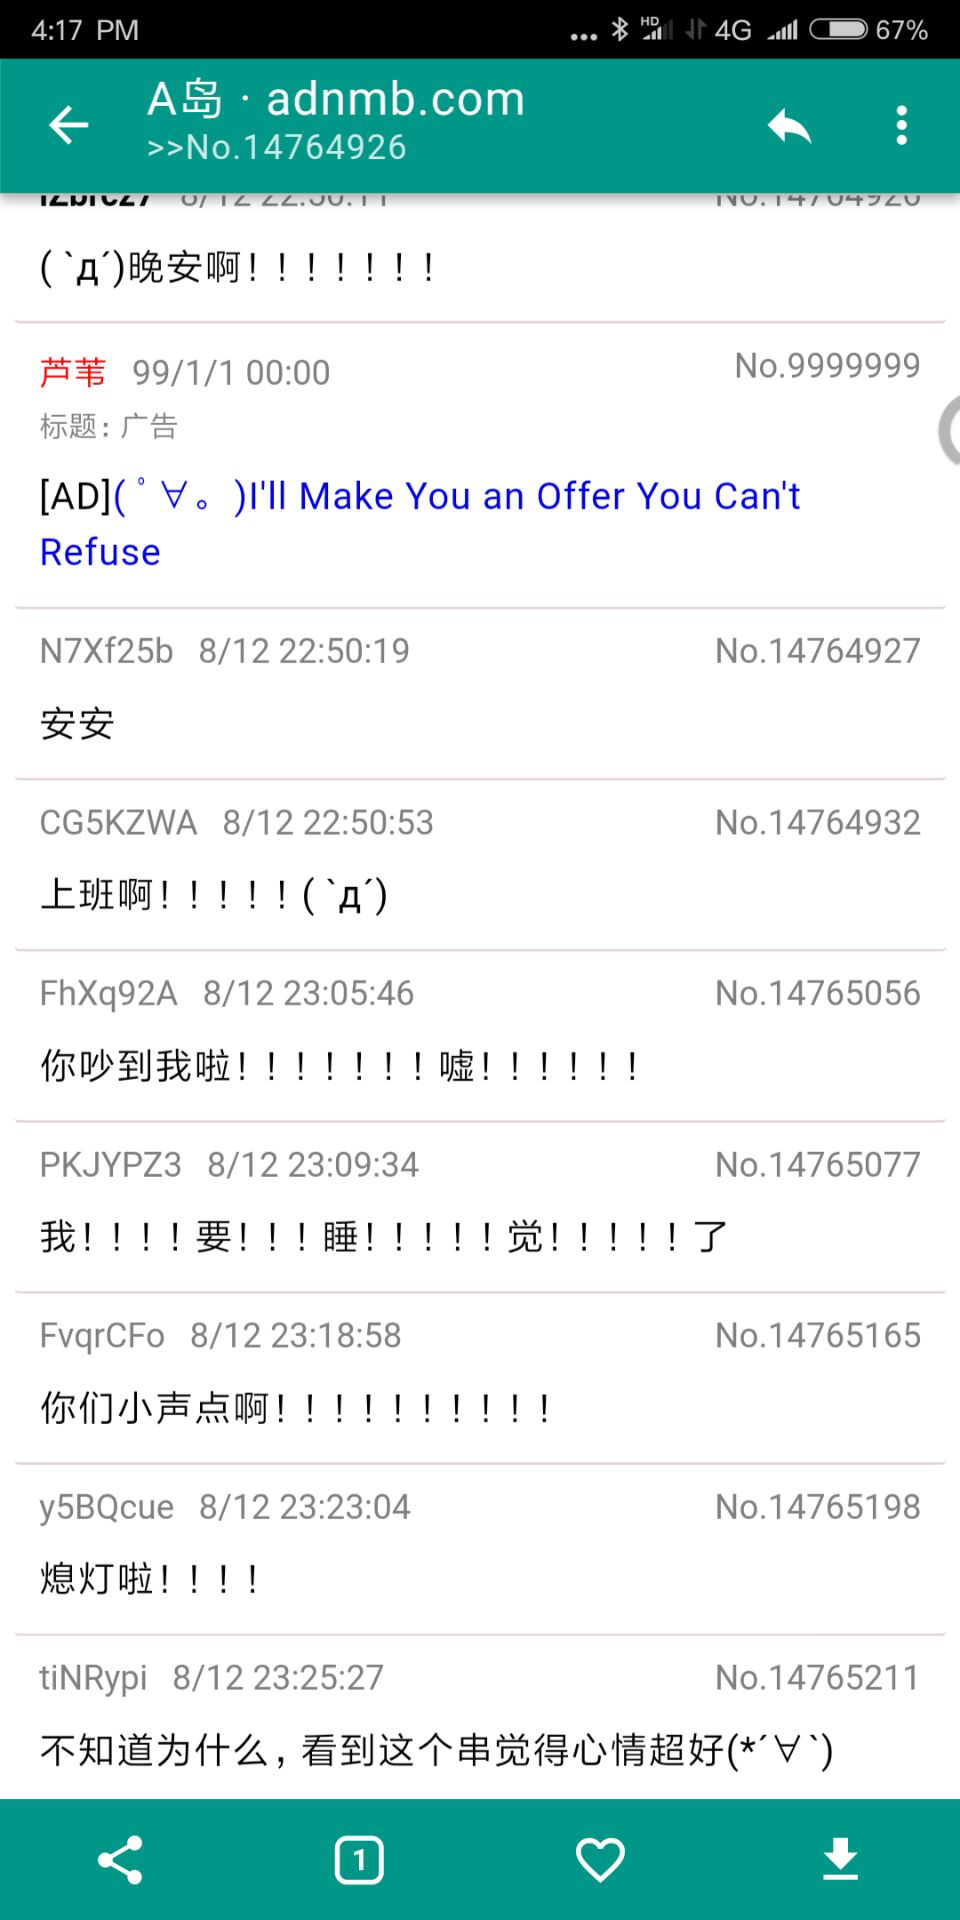 4:17 PM
HD 4G 67%
A岛 · adnmb.com
>>No.14764926
(`д´)晚安啊！！！！！！！
芦苇 99/1/1 00:00 No.9999999
标题: 广告
[AD](ﾟ∀。)I'll Make You an Offer You Can't
Refuse
N7Xf25b 8/12 22:50:19 No.14764927
安安
CG5KZWA 8/12 22:50:53 No.14764932
上班啊！！！！！(`д´)
FhXq92A 8/12 23:05:46 No.14765056
你吵到我啦！！！！！！！嘘！！！！！！
PKJYPZ3 8/12 23:09:34 No.14765077
我！！！！要！！！睡！！！！！觉！！！！！了
FvqrCFo 8/12 23:18:58 No.14765165
你们小声点啊！！！！！！！！！！
y5BQcue 8/12 23:23:04 No.14765198
熄灯啦！！！！
tiNRypi 8/12 23:25:27 No.14765211
不知道为什么, 看到这个串觉得心情超好(*´∀`)
1